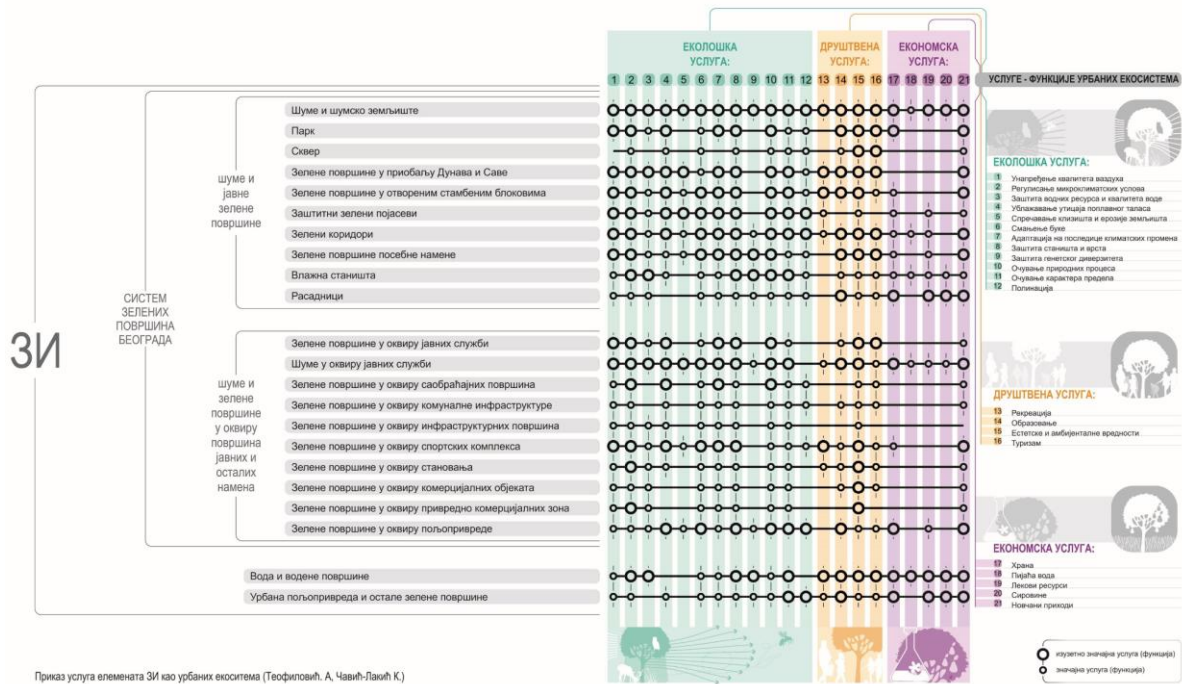 ЕКОЛОШКА
УСЛУГА:
ДРУШТВЕНА
УСЛУГА:
ЕКОНОМСКА
УСЛУГА:
1 2 3 4 5 6 7 8 9 10 11 12 13 14 15 16 17 18 19 20 21
УСЛУГЕ - ФУНКЦИЈЕ УРБАНИХ ЕКОСИСТЕМА
ЗИ
СИСТЕМ
ЗЕЛЕНИХ
ПОВРШИНА
БЕОГРАДА
шуме и
јавне
зелене
површине
Шуме и шумско земљиште
Парк
Сквер
Зелене површине у приобаљу Дунава и Саве
Зелене површине у отвореним стамбеним блоковима
Заштитни зелени појасеви
Зелени коридори
Зелене површине посебне намене
Влажна станишта
Расадници
шуме и
зелене
површине
у оквиру
површина
јавних и
осталих
намена
Зелене површине у оквиру јавних служби
Шуме у оквиру јавних служби
Зелене површине у оквиру саобраћајних површина
Зелене површине у оквиру комуналне инфраструктуре
Зелене површине у оквиру инфраструктурних површина
Зелене површине у оквиру спортских комплекса
Зелене површине у оквиру становања
Зелене површине у оквиру комерцијалних објеката
Зелене површине у оквиру привредно комерцијалних зона
Зелене површине у оквиру пољопривреде
Вода и водене површине
Урбана пољопривреда и остале зелене површине
ЕКОЛОШКА УСЛУГА:
1 Унапређење квалитета ваздуха
2 Регулисање микроклиматских услова
3 Заштита водних ресурса и квалитета воде
4 Ублажавање утицаја поплавног таласа
5 Спречавање клизишта и ерозије земљишта
6 Смањење буке
7 Адаптација на последице климатских промена
8 Заштита станишта и врста
9 Заштита генетског диверзитета
10 Очување природних процеса
11 Очување карактера предела
12 Полинација
ДРУШТВЕНА УСЛУГА:
13 Рекреација
14 Образовање
15 Естетске и амбијенталне вредности
16 Туризам
ЕКОНОМСКА УСЛУГА:
17 Храна
18 Пијаћа вода
19 Лекови ресурси
20 Сировине
21 Новчани приходи
изузетно значајна услуга (функција)
значајна услуга (функција)
Приказ услуга елемената ЗИ као урбаних екоситема (Теофиловић. А, Чавић-Лакић К.)